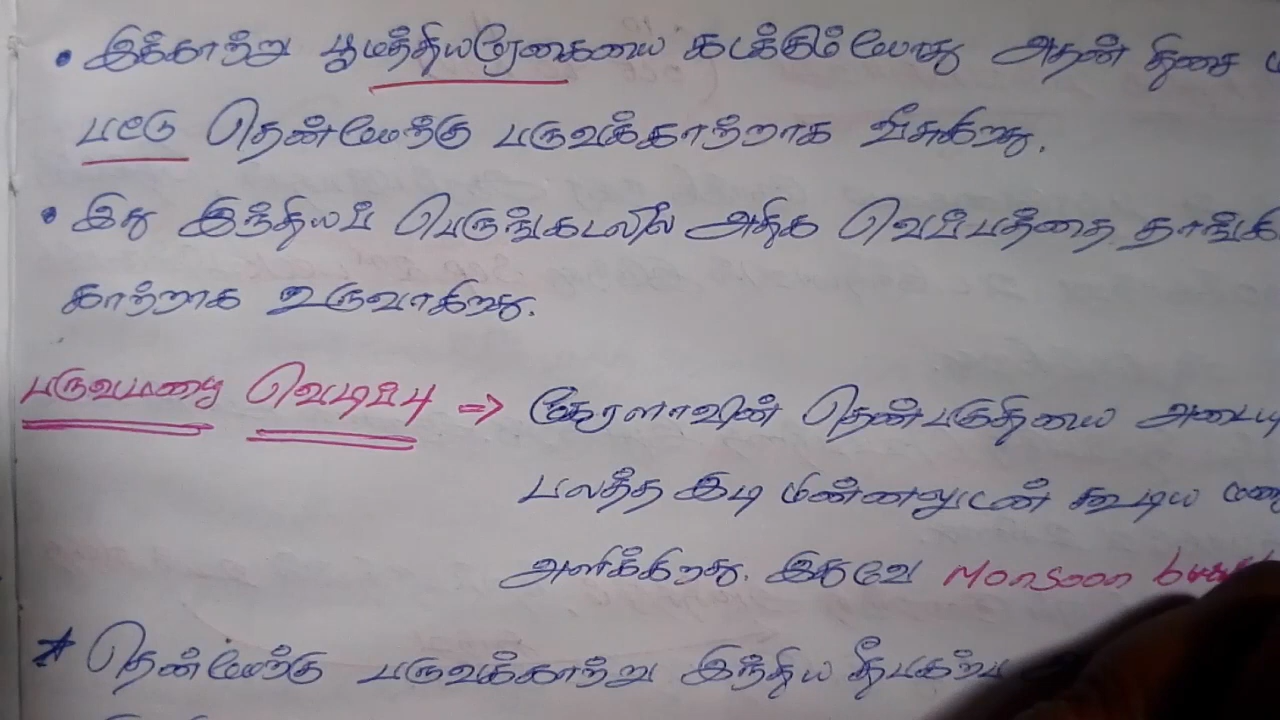 • இக்காற்று பூமத்தியரேகையை கடக்கும்போது அதன் திசை
பட்டு தென்மேற்கு பருவக்காற்றாக வீசுகிறது.
• இது இந்தியப் பெருங்கடலில் அதிக வெப்பத்தை தாங்க
காற்றாக உருவாகிறது.
பருவமழை வெடிப்பு => கேரளாவின் தென்பகுதியை அடை
பலத்த இடி மின்னலுடன் கூடிய
அளிக்கிறது. இதுவே Monsoon
* தென்மேற்கு பருவக்காற்று இந்திய தீபகற்ப